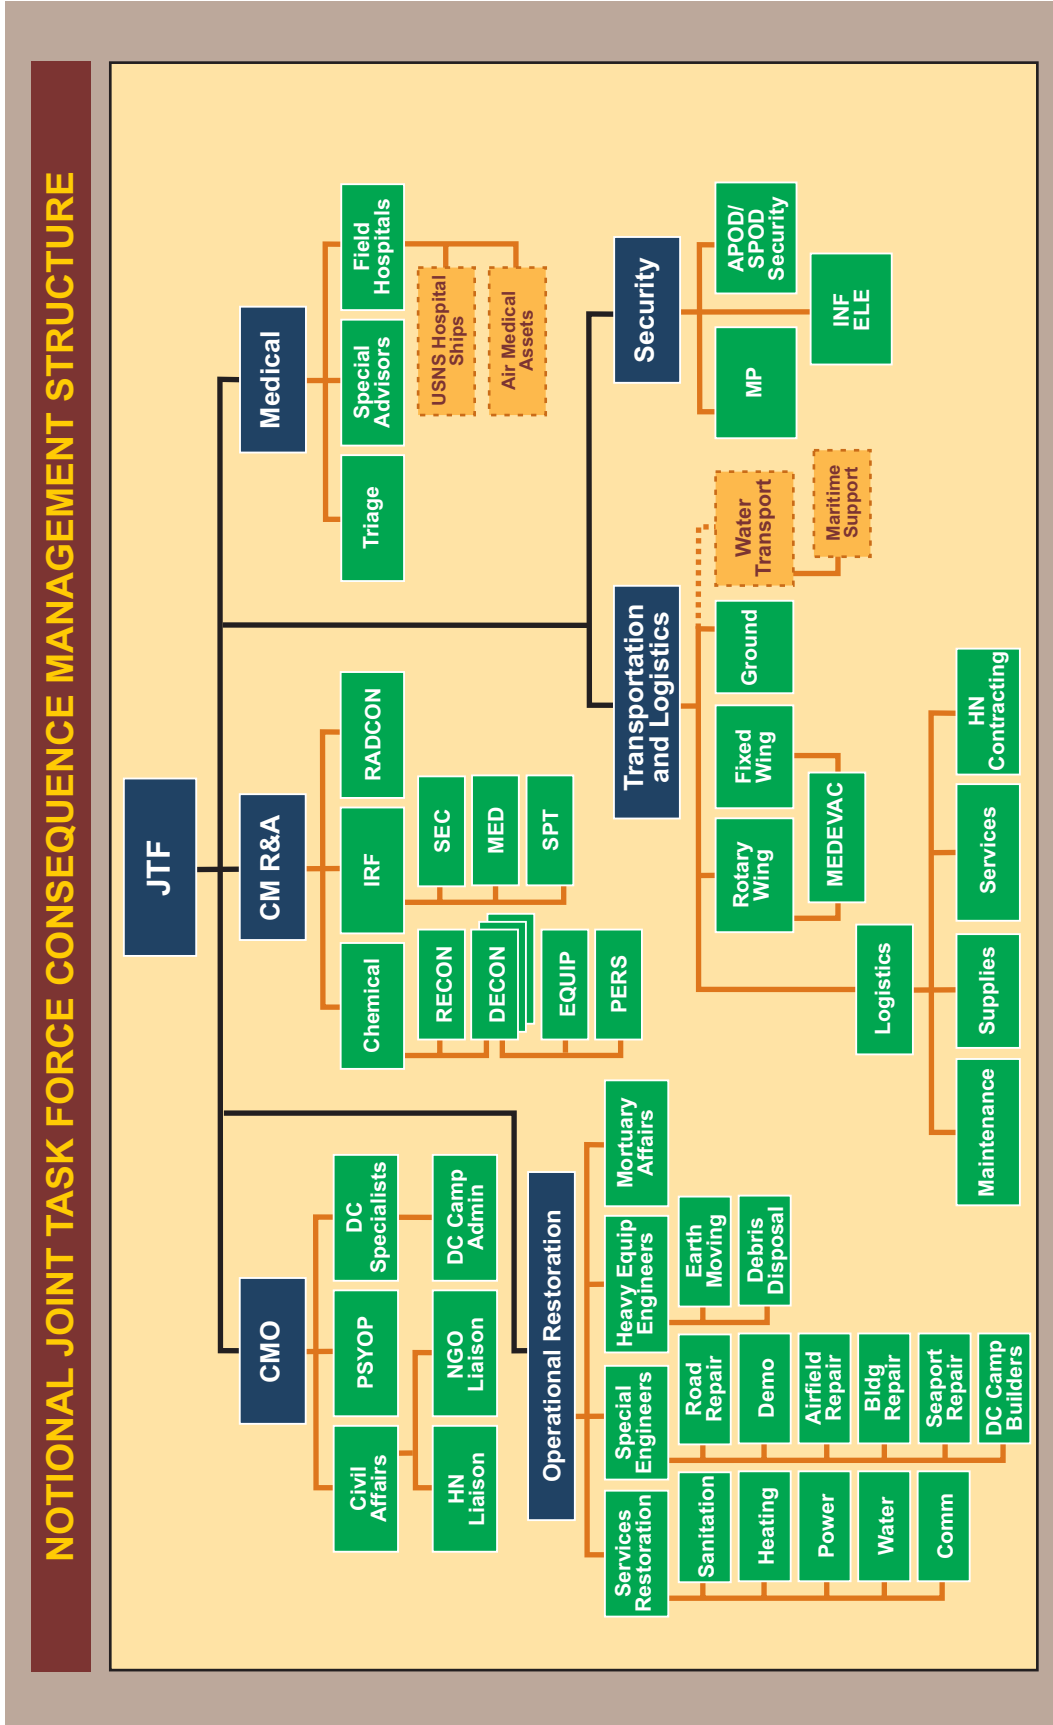 NOTIONAL JOINT TASK FORCE CONSEQUENCE MANAGEMENT STRUCTURE
JTF
CMO
CM R&A
Medical
Civil
Affairs
PSYOP
DC
Specialists
HN
Liaison
NGO
Liaison
DC Camp
Admin
Chemical
IRF
RADCON
RECON
DECON
EQUIP
PERS
SEC
MED
SPT
Triage
Special
Advisors
Field
Hospitals
USNS Hospital
Ships
Air Medical
Assets
Operational Restoration
Services
Restoration
Special
Engineers
Heavy Equip
Engineers
Mortuary
Affairs
Sanitation
Heating
Power
Water
Comm
Road
Repair
Demo
Airfield
Repair
Bldg
Repair
Seaport
Repair
DC Camp
Builders
Earth
Moving
Debris
Disposal
Transportation
and Logistics
Rotary
Wing
Fixed
Wing
Ground
Water
Transport
MEDEVAC
Maritime
Support
Logistics
Maintenance
Supplies
Services
HN
Contracting
Security
MP
APOD/
SPOD
Security
INF
ELE